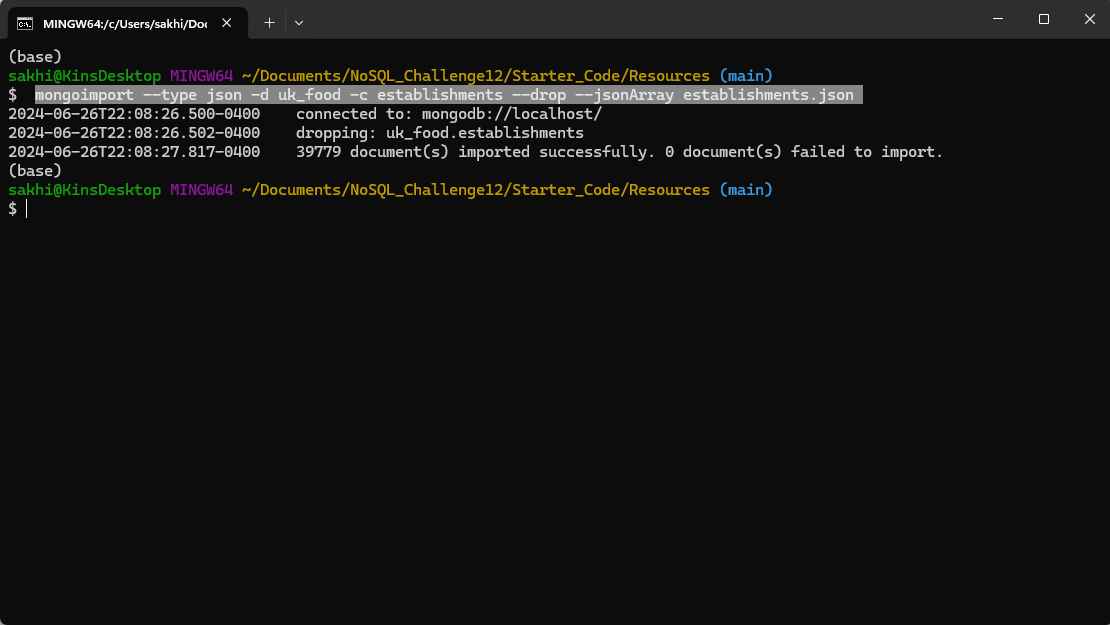 MINGW64:/c/Users/sakhi/Doc
(base)
sakhi@KinsDesktop MINGW64 ~/Documents/NoSQL_Challenge12/Starter_Code/Resources (main)
$  mongoimport --type json -d uk_food -c establishments --drop --jsonArray establishments.json
2024-06-26T22:08:26.500-0400    connected to: mongodb://localhost/
2024-06-26T22:08:26.502-0400    dropping: uk_food.establishments
2024-06-26T22:08:27.817-0400    39779 document(s) imported successfully. 0 document(s) failed to import.
(base)
sakhi@KinsDesktop MINGW64 ~/Documents/NoSQL_Challenge12/Starter_Code/Resources (main)
$